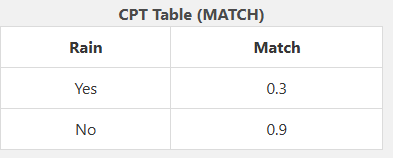 CPT Table (MATCH)
Rain Match
Yes 0.3
No 0.9